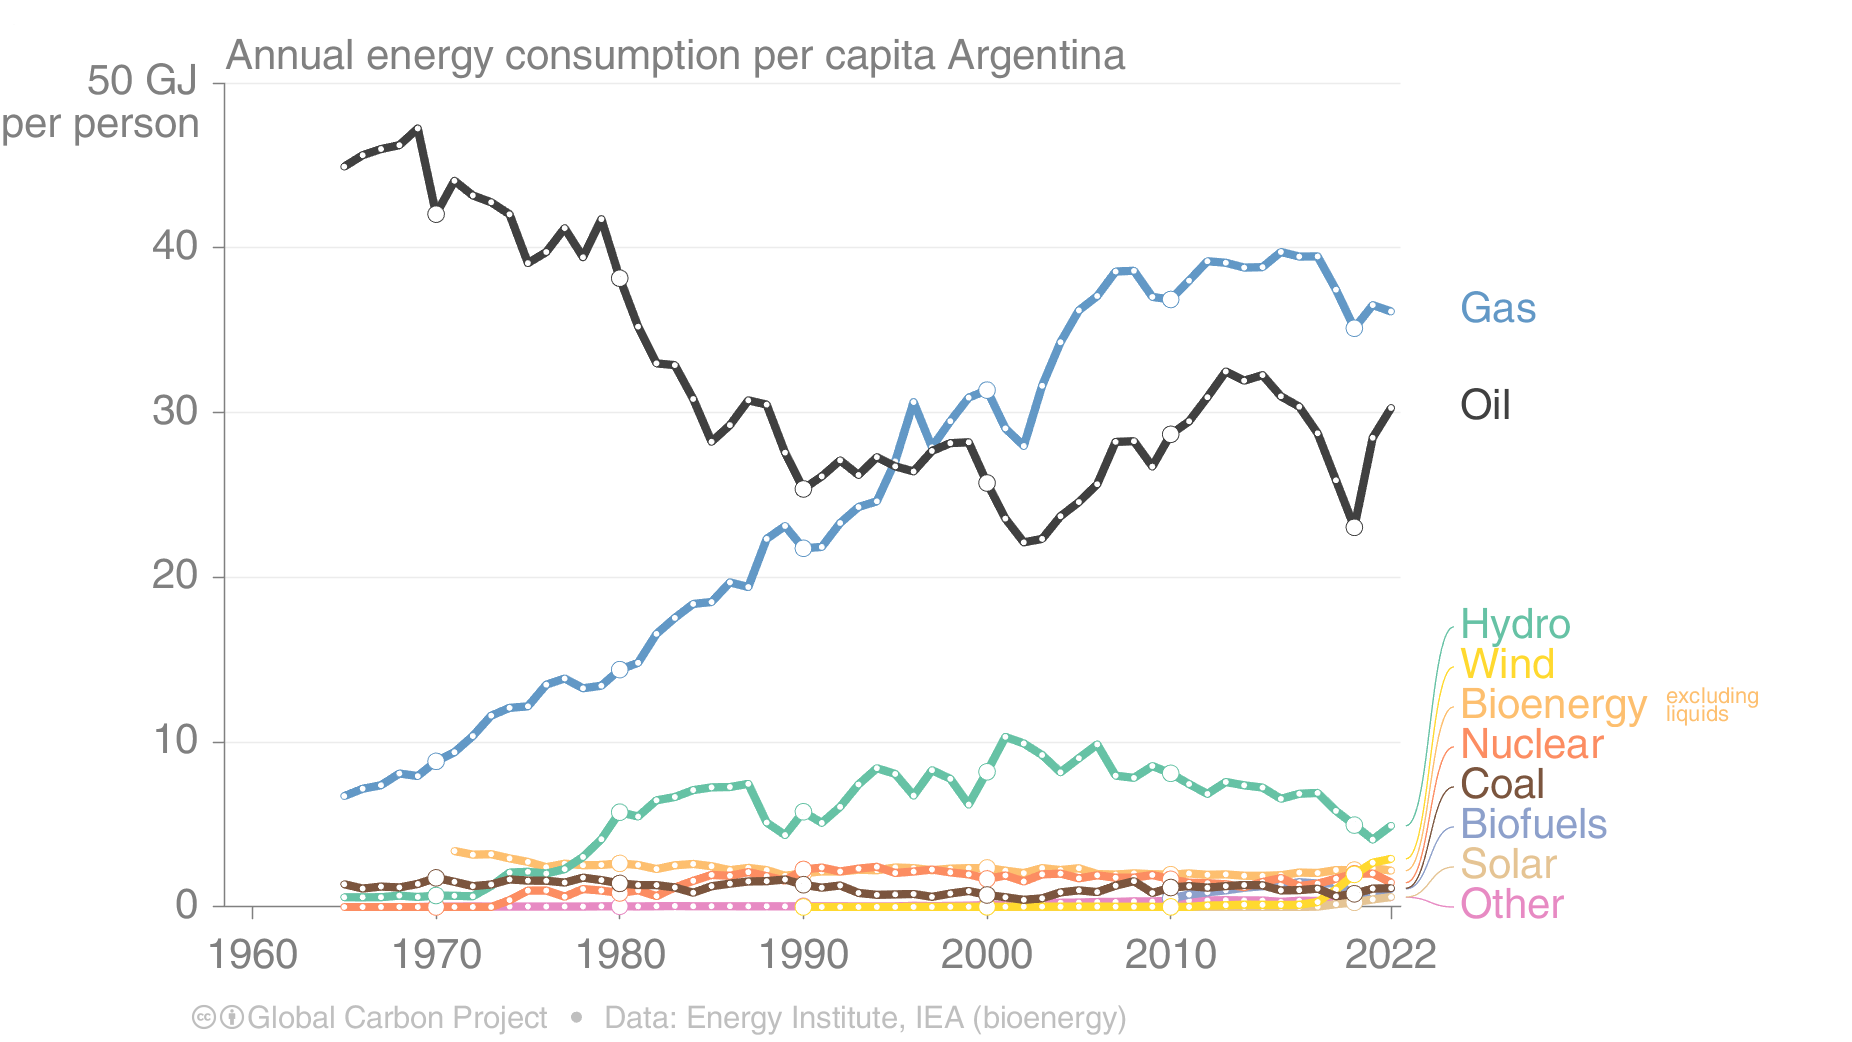 Annual energy consumption per capita Argentina
50 GJ
per person
40
30
20
10
0
1960 1970 1980 1990 2000 2010 2022
Gas
Oil
Hydro
Wind
Bioenergy excluding liquids
Nuclear
Coal
Biofuels
Solar
Other
cc Global Carbon Project • Data: Energy Institute, IEA (bioenergy)